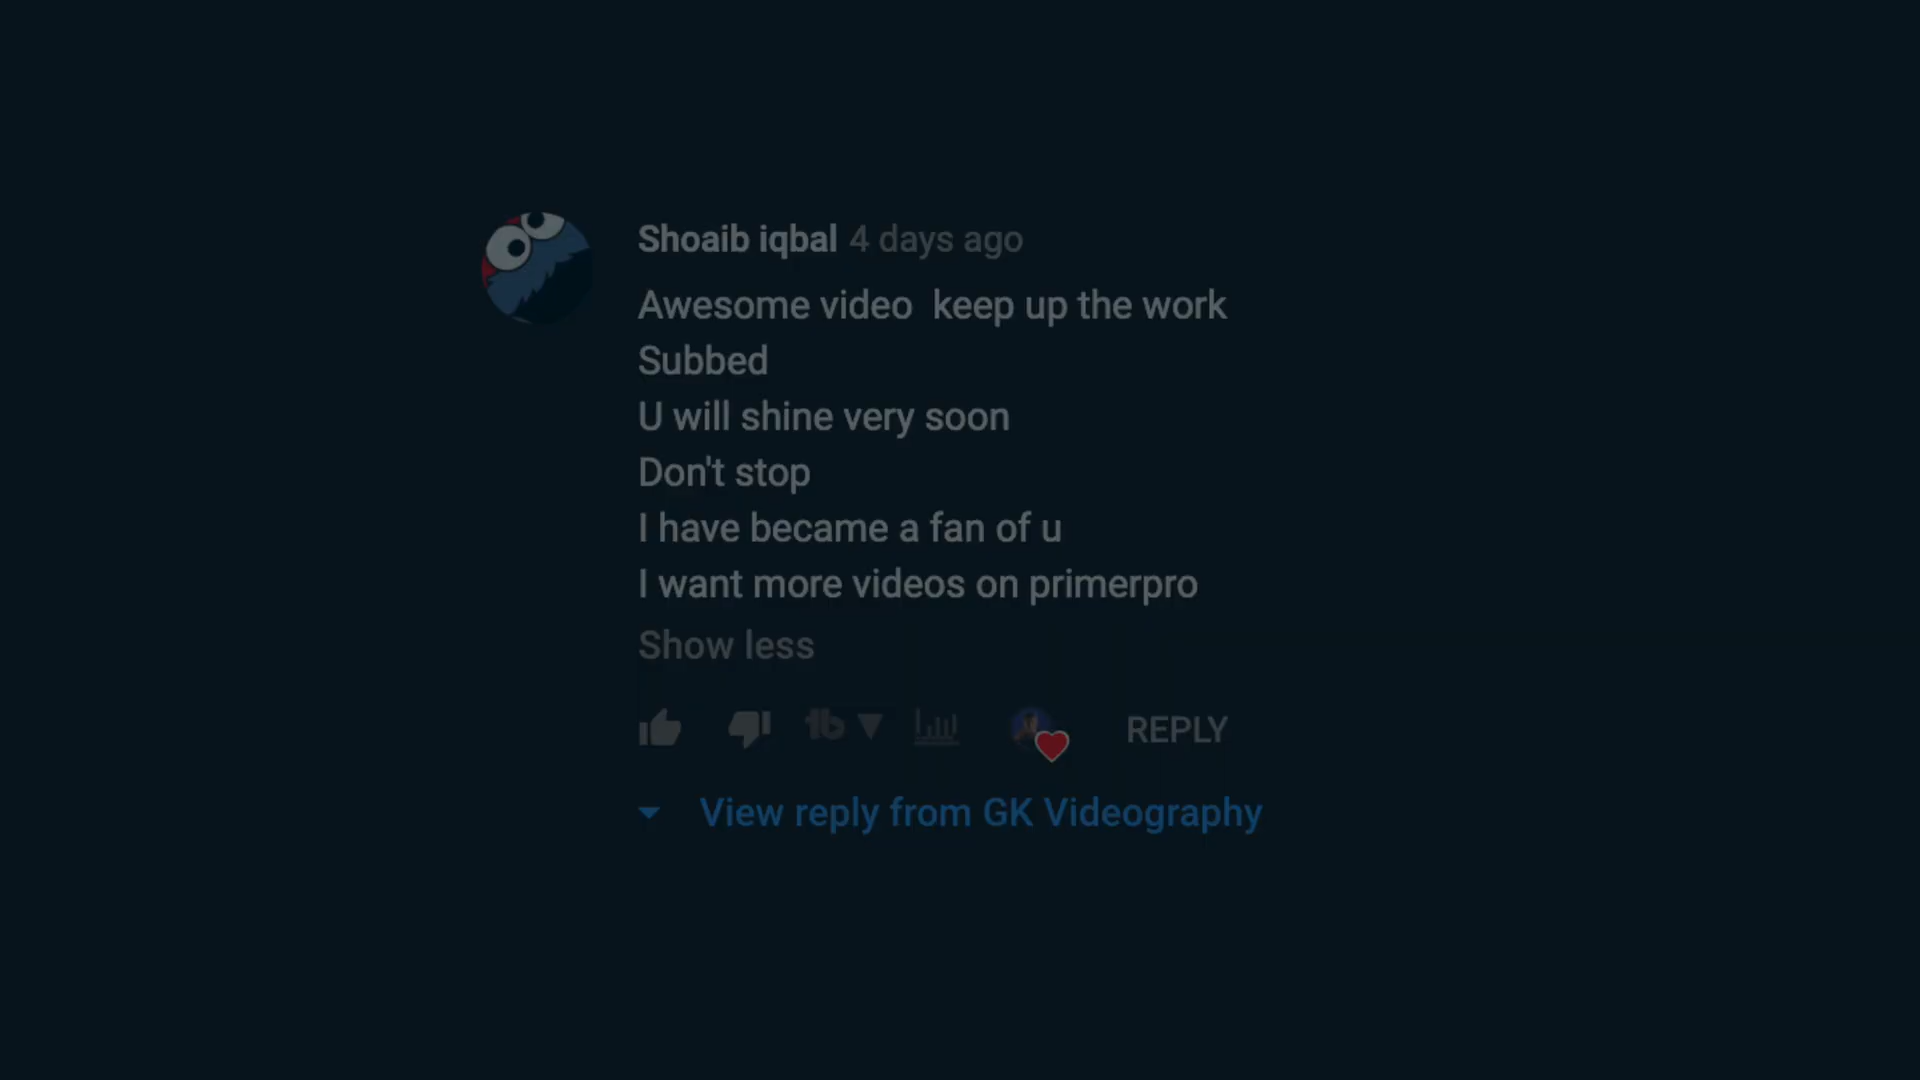 Shoaib iqbal 4 days ago
Awesome video  keep up the work
Subbed
U will shine very soon
Don't stop
I have became a fan of u
I want more videos on primerpro
Show less
REPLY
View reply from GK Videography